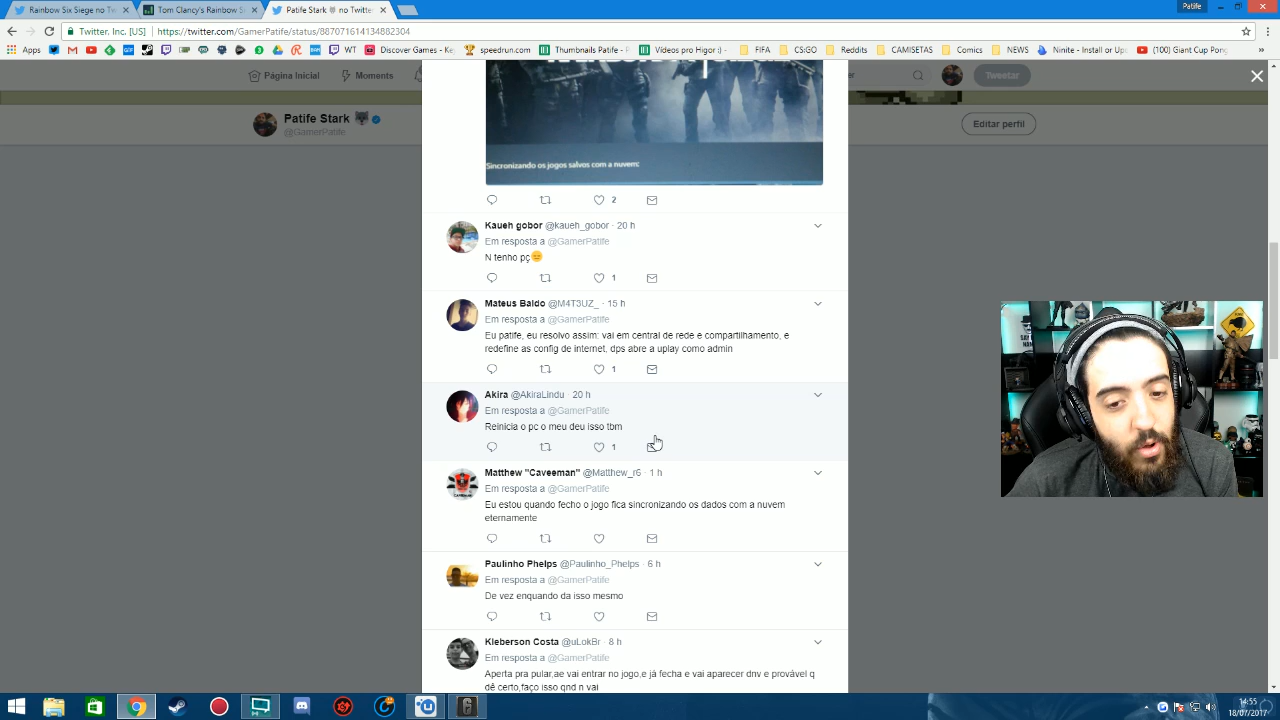 Rainbow Six Siege no Tw
Tom Clancy's Rainbow S
Patife Stark no Twitter
Patife
Twitter, Inc. [US]
https://twitter.com/GamerPatife/status/887071614134882304
Apps
WT
Discover Games - Ke
speedrun.com
Thumbnails Patife - P
Vídeos pro Higor :)
FIFA
CS:GO
Reddits
CAMISETAS
Comics
NEWS
Ninite - Install or Up
(100) Giant Cup Pong
»
Página Inicial
Moments
Tweetar
Patife Stark
@GamerPatife
Editar perfil
Sincronizando os jogos salvos com a nuvem
2
Kaueh gobor @kaueh_gobor · 20 h
Em resposta a @GamerPatife
N tenho pç
1
Mateus Baldo @M4T3UZ_ · 15 h
Em resposta a @GamerPatife
Eu patife, eu resolvo assim: vai em central de rede e compartilhamento, e
redefine as config de internet, dps abre a uplay como admin
1
Akira @AkiraLindu · 20 h
Em resposta a @GamerPatife
Reinicia o pc o meu deu isso tbm
1
Matthew "Caveeman" @Matthew_r6 · 1 h
Em resposta a @GamerPatife
Eu estou quando fecho o jogo fica sincronizando os dados com a nuvem
eternamente
Paulinho Phelps @Paulinho_Phelps · 6 h
Em resposta a @GamerPatife
De vez enquando da isso mesmo
Kleberson Costa @uLokBr · 8 h
Em resposta a @GamerPatife
Aperta pra pular,ae vai entrar no jogo,e já fecha e vai aparecer dnv e provável q
dê certo,faço isso qnd n vai
14:55
18/07/2017